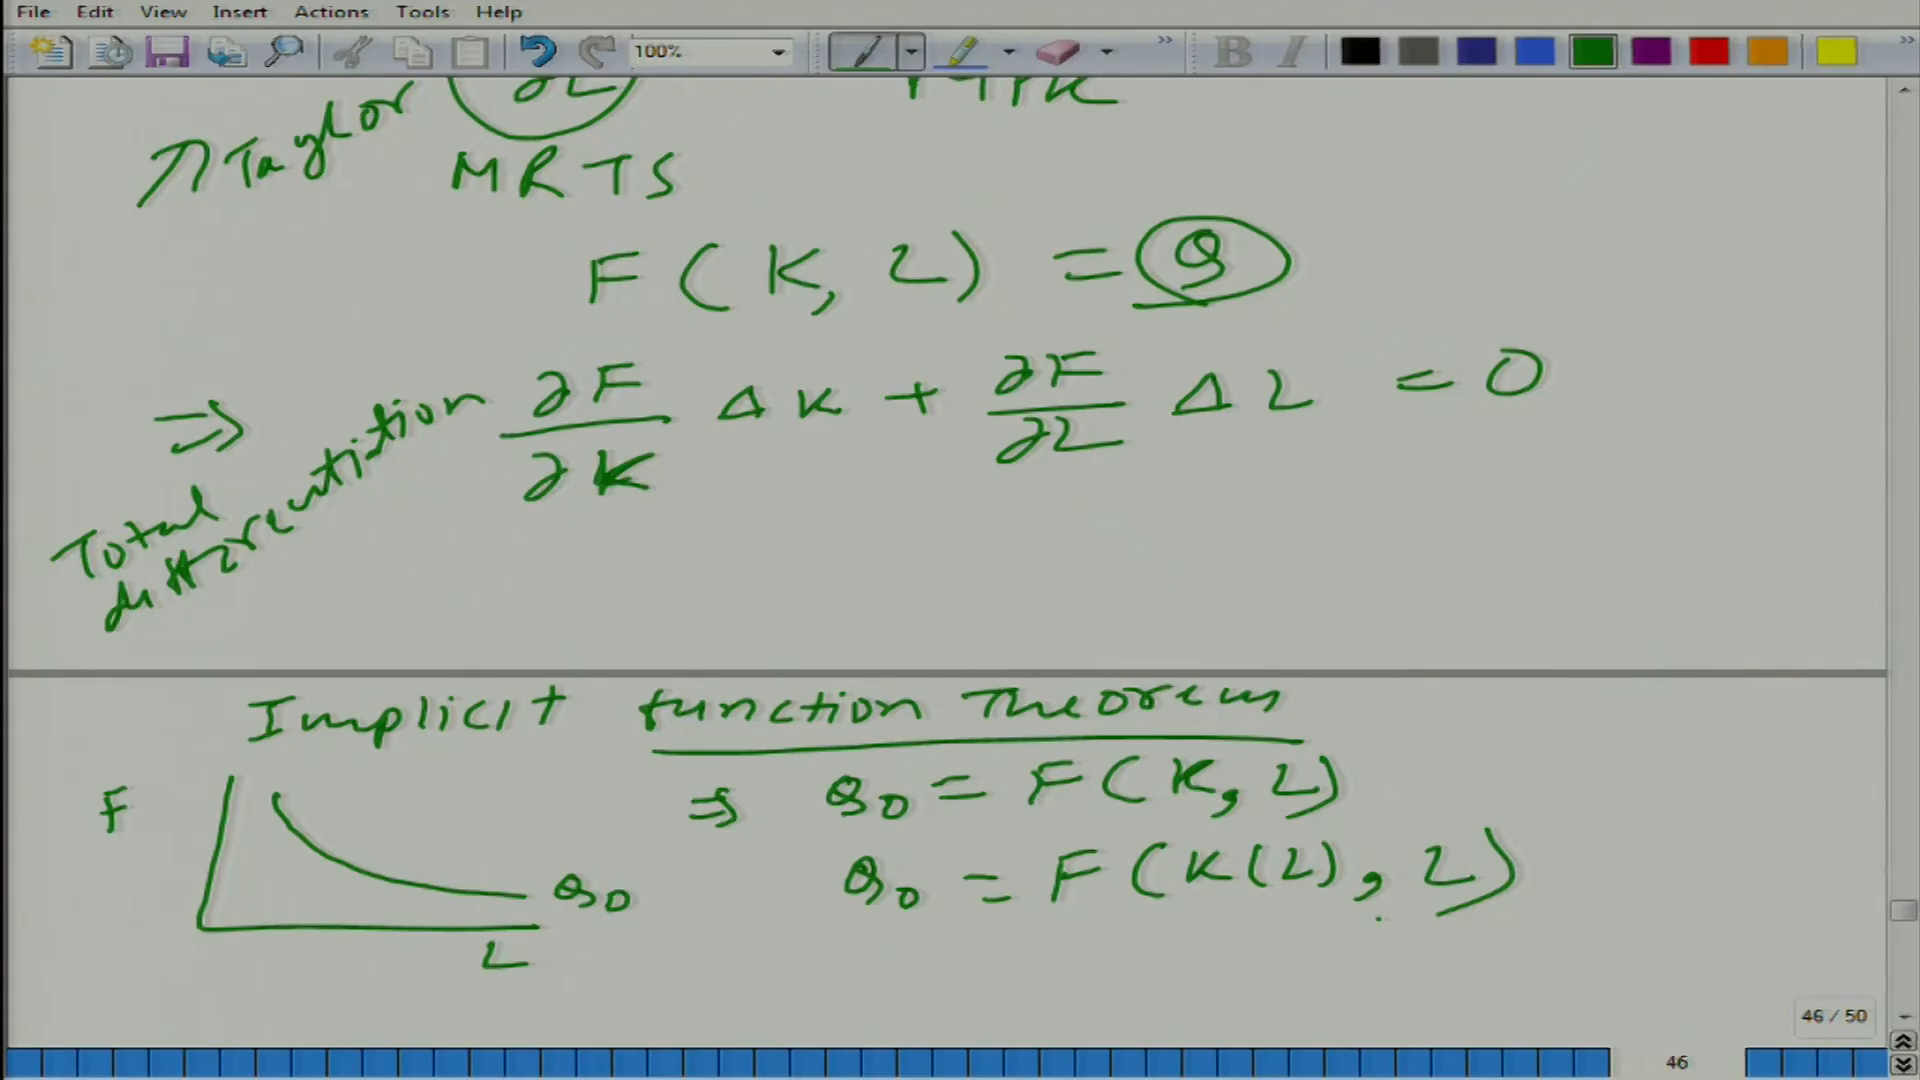 File Edit View Insert Actions Tools Help
100%
B I
∂L MPK
↗ Taylor
MRTS
F(K, L) = Q
⇒ ∂F/∂K ΔK + ∂F/∂L ΔL = 0
Total
differentiation
Implicit function Theorem
⇒ Q0 = F(K, L)
Q0 = F(K(L), L)
F
Q0
L
46 / 50
46